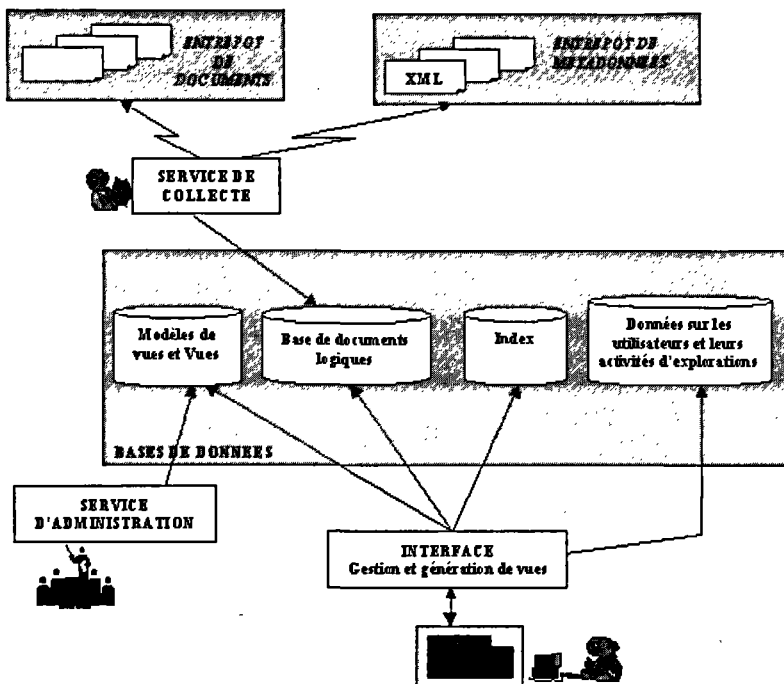 ENTREPOT
DE
DOCUMENTS
ENTREPOT DE
METADONNEES
XML
SERVICE DE
COLLECTE
Modèles de
vues et Vues
Base de documents
logiques
Index
Données sur les
utilisateurs et leurs
activités d'explorations
BASES DE DONNEES
SERVICE
D'ADMINISTRATION
INTERFACE
Gestion et génération de vues